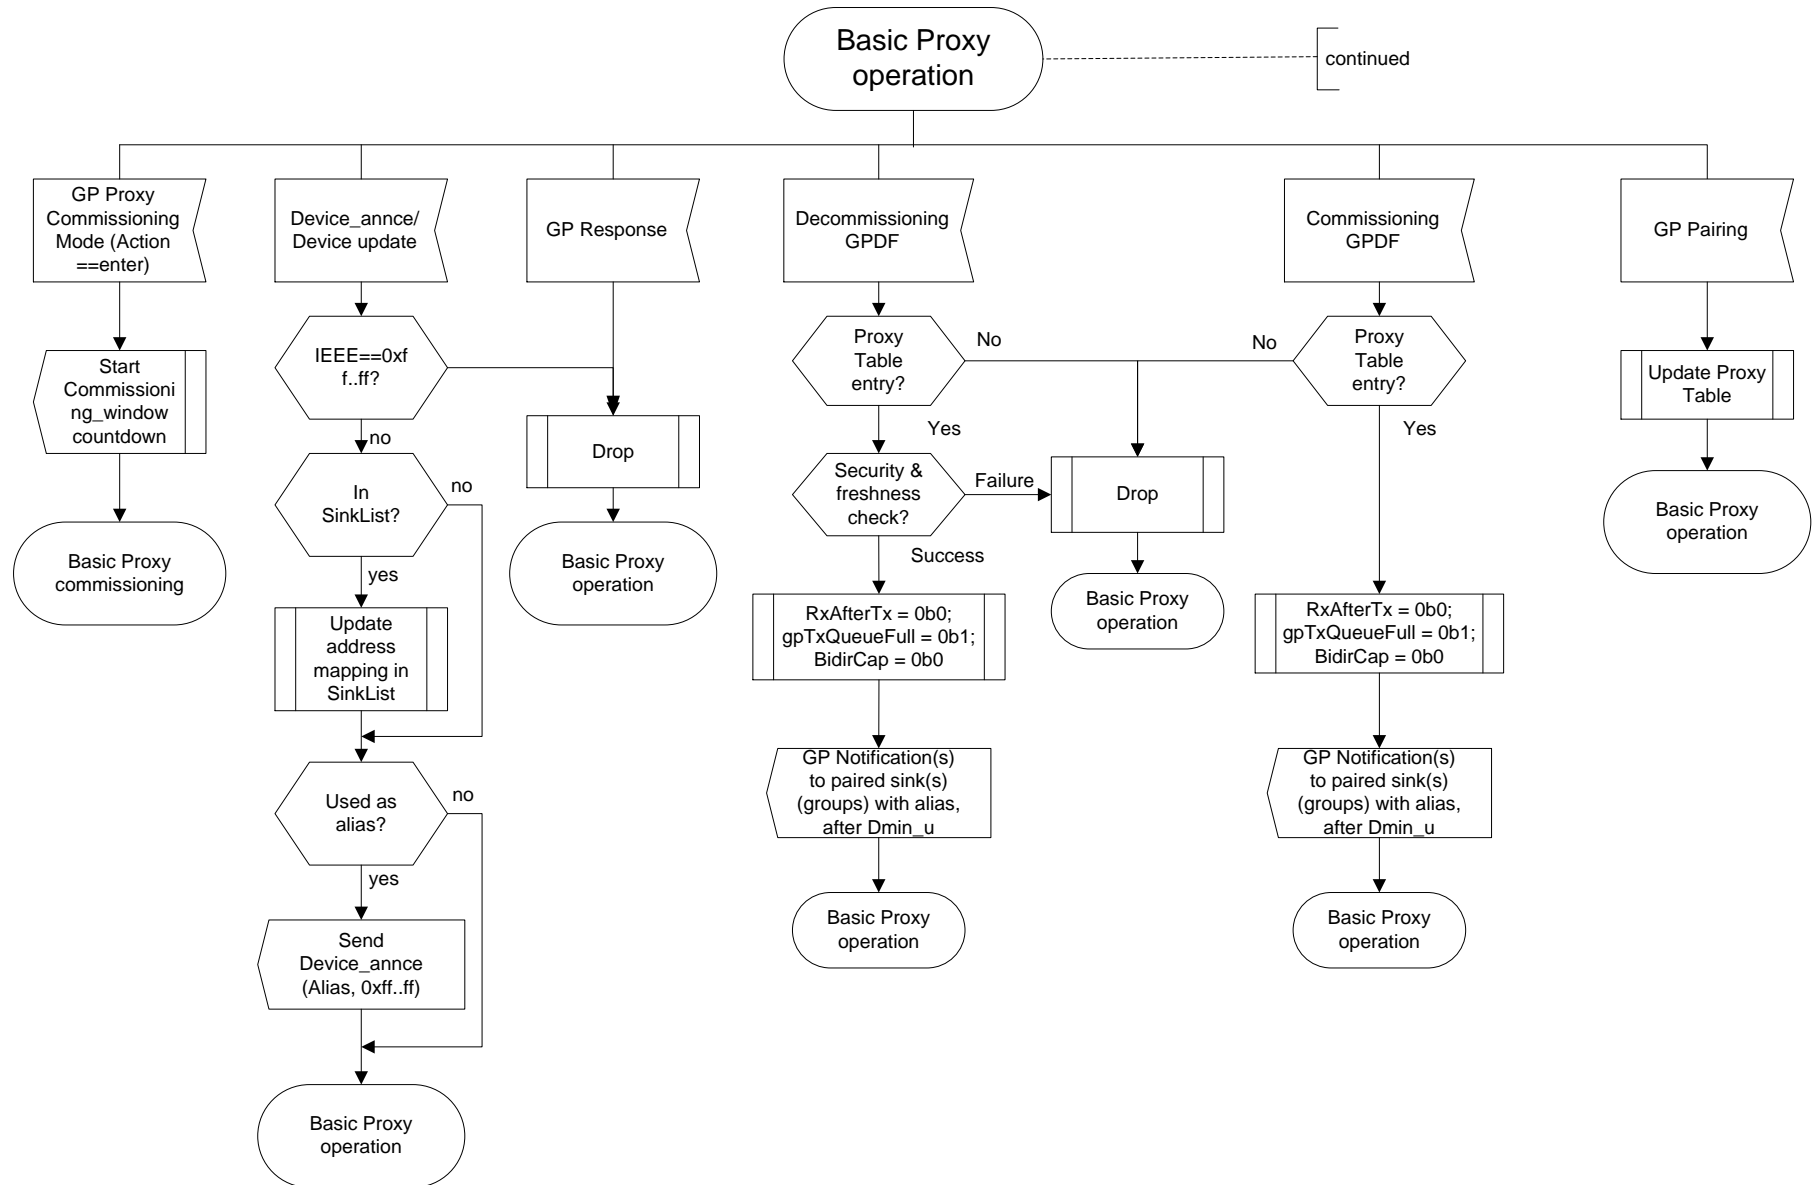 Basic Proxy
operation
continued
GP Proxy
Commissioning
Mode (Action
==enter)
Device_annce/
Device update
GP Response
Decommissioning
GPDF
Commissioning
GPDF
GP Pairing
Start
Commissioni
ng_window
countdown
Basic Proxy
commissioning
IEEE==0xf
f..ff?
no
In
SinkList?
no
yes
Update
address
mapping in
SinkList
Used as
alias?
no
yes
Send
Device_annce
(Alias, 0xff..ff)
Basic Proxy
operation
Drop
Basic Proxy
operation
Proxy
Table
entry?
No
Yes
Security &
freshness
check?
Failure
Success
Drop
Basic Proxy
operation
RxAfterTx = 0b0;
gpTxQueueFull = 0b1;
BidirCap = 0b0
GP Notification(s)
to paired sink(s)
(groups) with alias,
after Dmin_u
Basic Proxy
operation
No
Proxy
Table
entry?
Yes
RxAfterTx = 0b0;
gpTxQueueFull = 0b1;
BidirCap = 0b0
GP Notification(s)
to paired sink(s)
(groups) with alias,
after Dmin_u
Basic Proxy
operation
Update Proxy
Table
Basic Proxy
operation